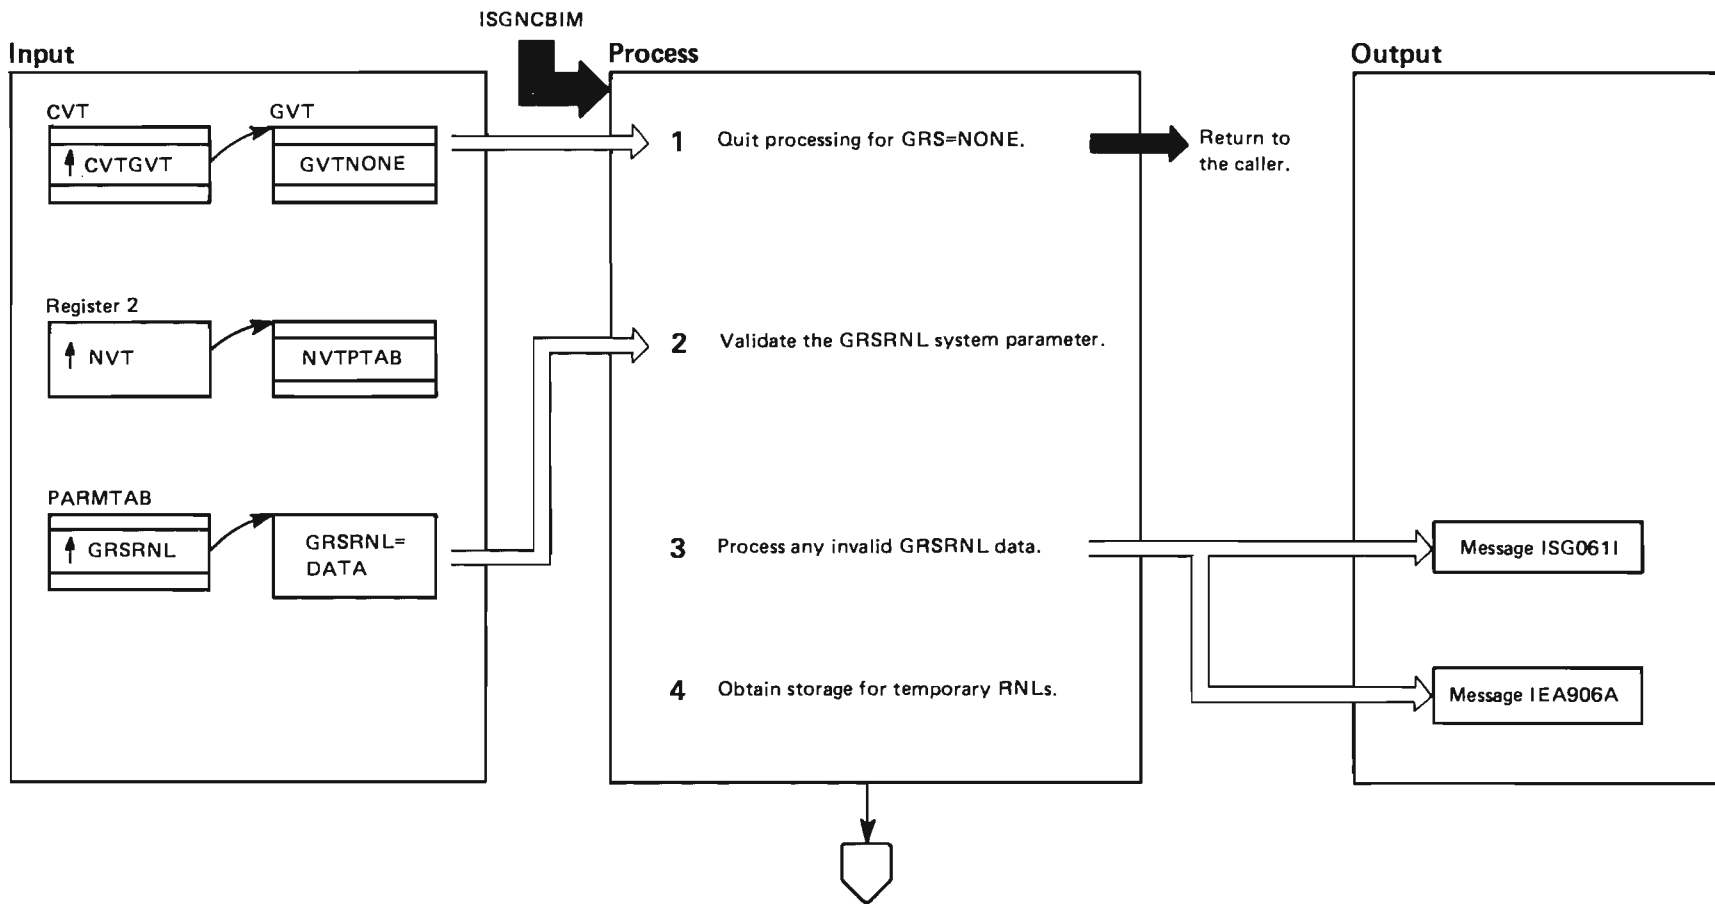 ISGNCBIM
Input
Process
Output
CVT
GVT
CVTGVT
GVTNONE
1 Quit processing for GRS=NONE.
Return to
the caller.
Register 2
NVT
NVTPTAB
2 Validate the GRSRNL system parameter.
PARMTAB
GRSRNL
GRSRNL=
DATA
3 Process any invalid GRSRNL data.
Message ISG061I
4 Obtain storage for temporary RNLs.
Message IEA906A